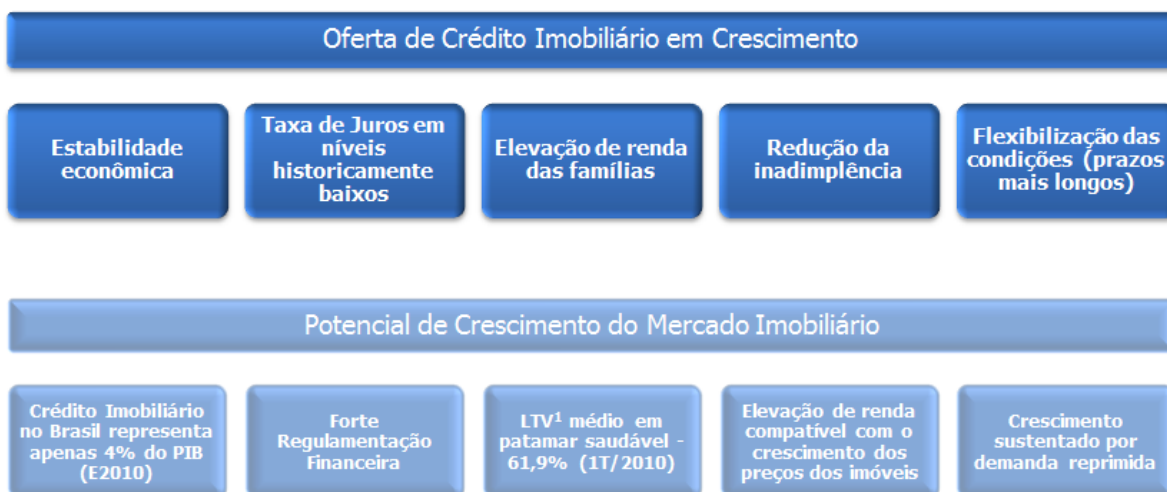 Oferta de Crédito Imobiliário em Crescimento
Estabilidade
econômica
Taxa de Juros em
níveis
historicamente
baixos
Elevação de renda
das famílias
Redução da
inadimplência
Flexibilização das
condições (prazos
mais longos)
Potencial de Crescimento do Mercado Imobiliário
Crédito Imobiliário
no Brasil representa
apenas 4% do PIB
(E2010)
Forte
Regulamentação
Financeira
LTV¹ médio em
patamar saudável -
61,9% (1T/2010)
Elevação de renda
compatível com o
crescimento dos
preços dos imóveis
Crescimento
sustentado por
demanda reprimida